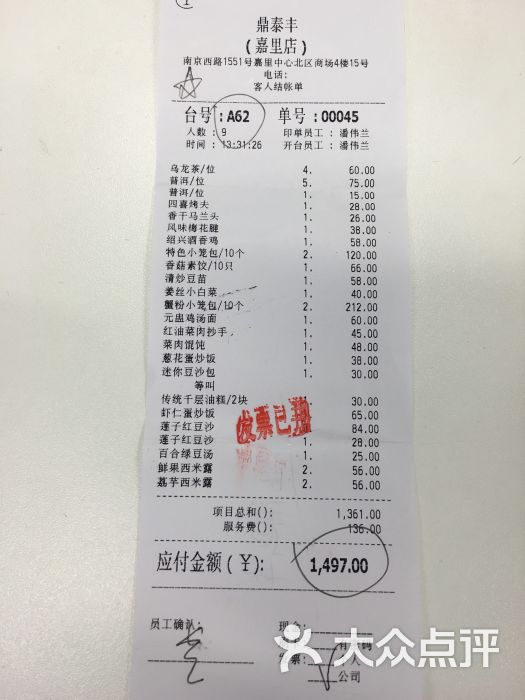 鼎泰丰
(嘉里店)
南京西路1551号嘉里中心北区商场4楼15号
电话:
客人结帐单
台号:A62 单号:00045
人数:9 印单员工:潘伟兰
时间:13:31:26 开台员工:潘伟兰
乌龙茶/位 4. 60.00
普洱/位 5. 75.00
普洱/位 1. 15.00
四喜烤夫 1. 28.00
香干马兰头 1. 26.00
风味梅花腱 1. 38.00
绍兴酒香鸡 1. 58.00
特色小笼包/10个 2. 120.00
香菇素饺/10只 1. 66.00
清炒豆苗 1. 58.00
姜丝小白菜 1. 40.00
蟹粉小笼包/10个 2. 212.00
元盅鸡汤面 1. 60.00
红油菜肉抄手 1. 45.00
菜肉馄饨 1. 48.00
葱花蛋炒饭 1. 38.00
迷你豆沙包 1. 30.00
等叫
传统千层油糕/2块 30.00
虾仁蛋炒饭 65.00
莲子红豆沙 84.00
莲子红豆沙 1. 28.00
百合绿豆汤 1. 25.00
鲜果西米露 2. 56.00
荔芋西米露 2. 56.00
发票已开
项目总和(): 1,361.00
服务费(): 136.00
应付金额(¥): 1,497.00
员工确认: 现金:
发票:
公司
大众点评